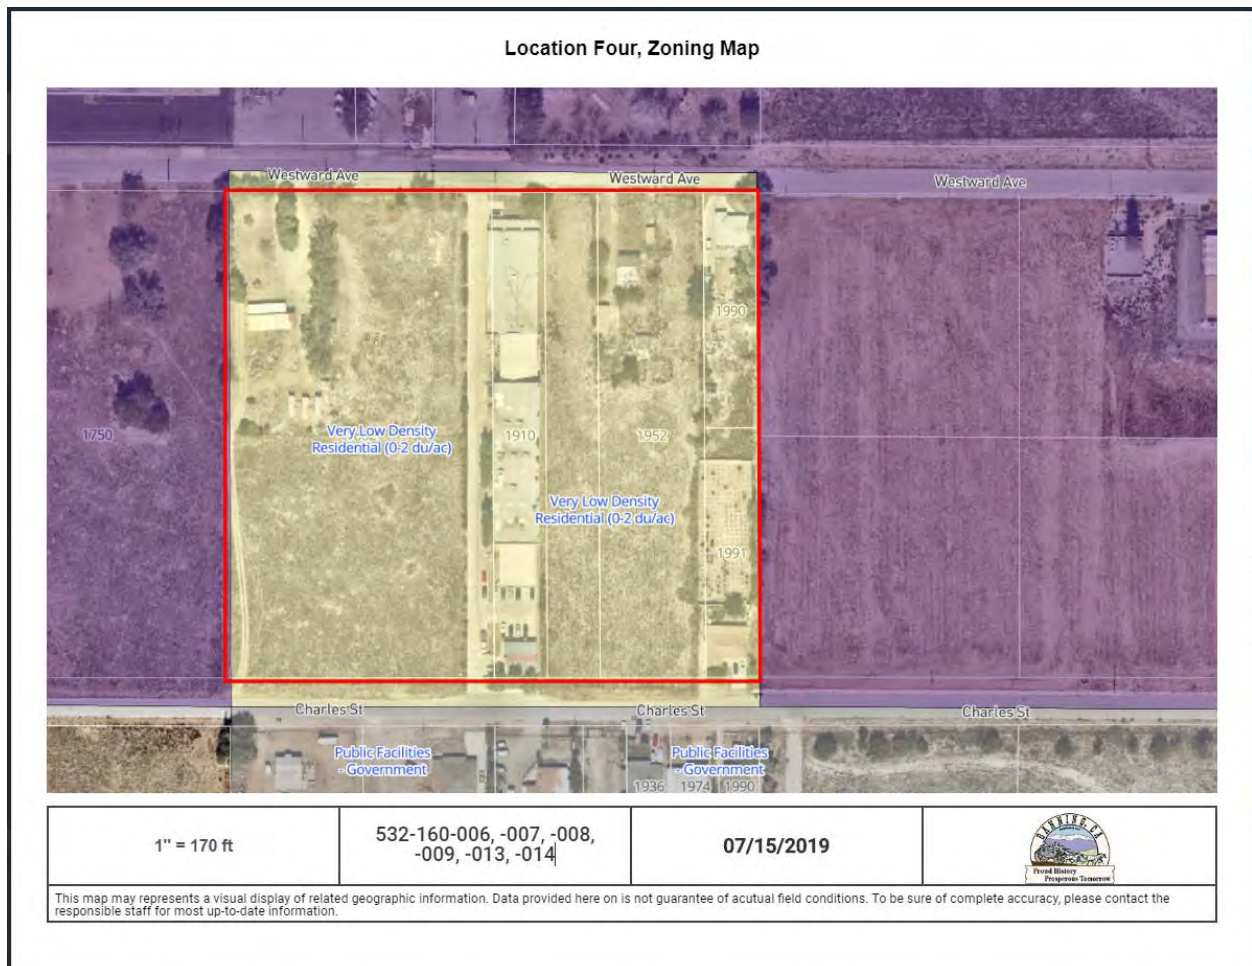 Location Four, Zoning Map
Westward Ave
Westward Ave
Westward Ave
1990
1750
Very Low Density
Residential (0-2 du/ac)
1910
1952
Very Low Density
Residential (0-2 du/ac)
1991
Charles St
Charles St
Charles St
Public Facilities
- Government
Public Facilities
- Government
1936
1974
1990
1" = 170 ft
532-160-006, -007, -008,
-009, -013, -014
07/15/2019
BANNING, CA
Proud History
Prosperous Tomorrow
This map may represents a visual display of related geographic information. Data provided here on is not guarantee of acutual field conditions. To be sure of complete accuracy, please contact the
responsible staff for most up-to-date information.